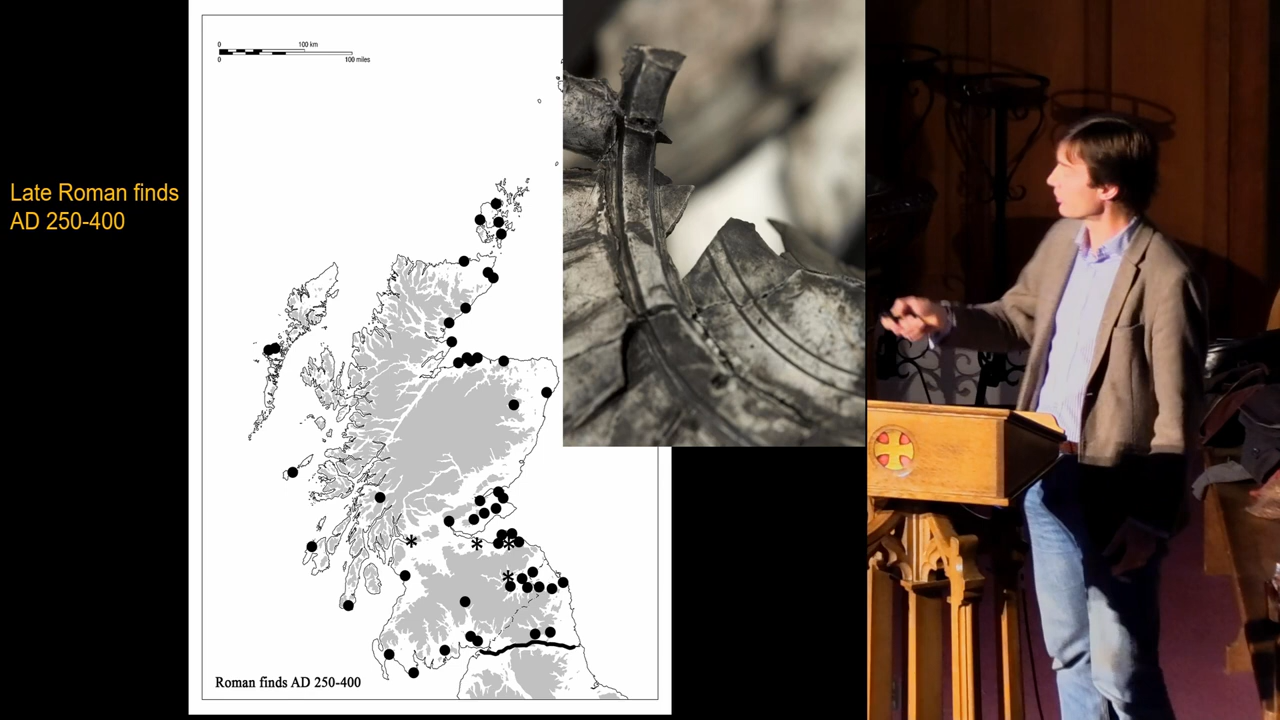 Late Roman finds
AD 250-400
0 100 km
0 100 miles
Roman finds AD 250-400